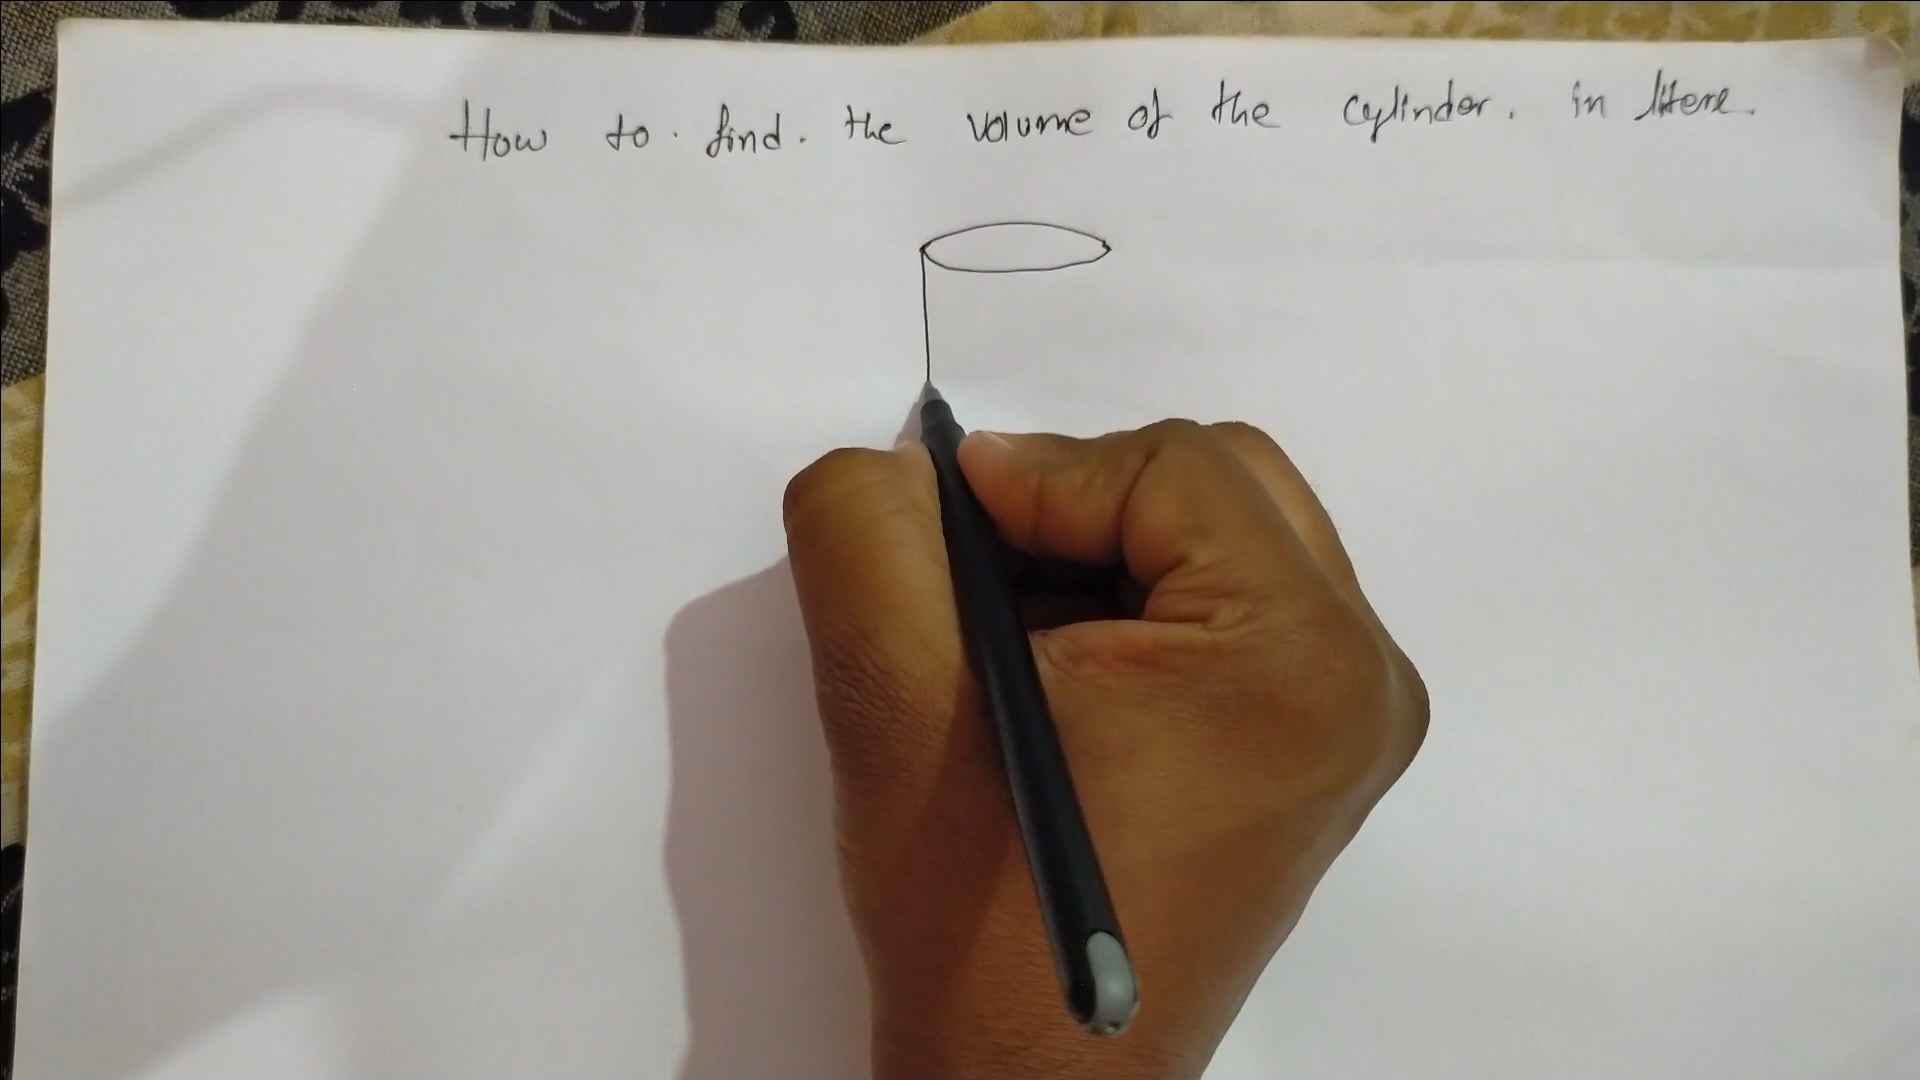 How to. find. the volume of the cylinder. in litere.